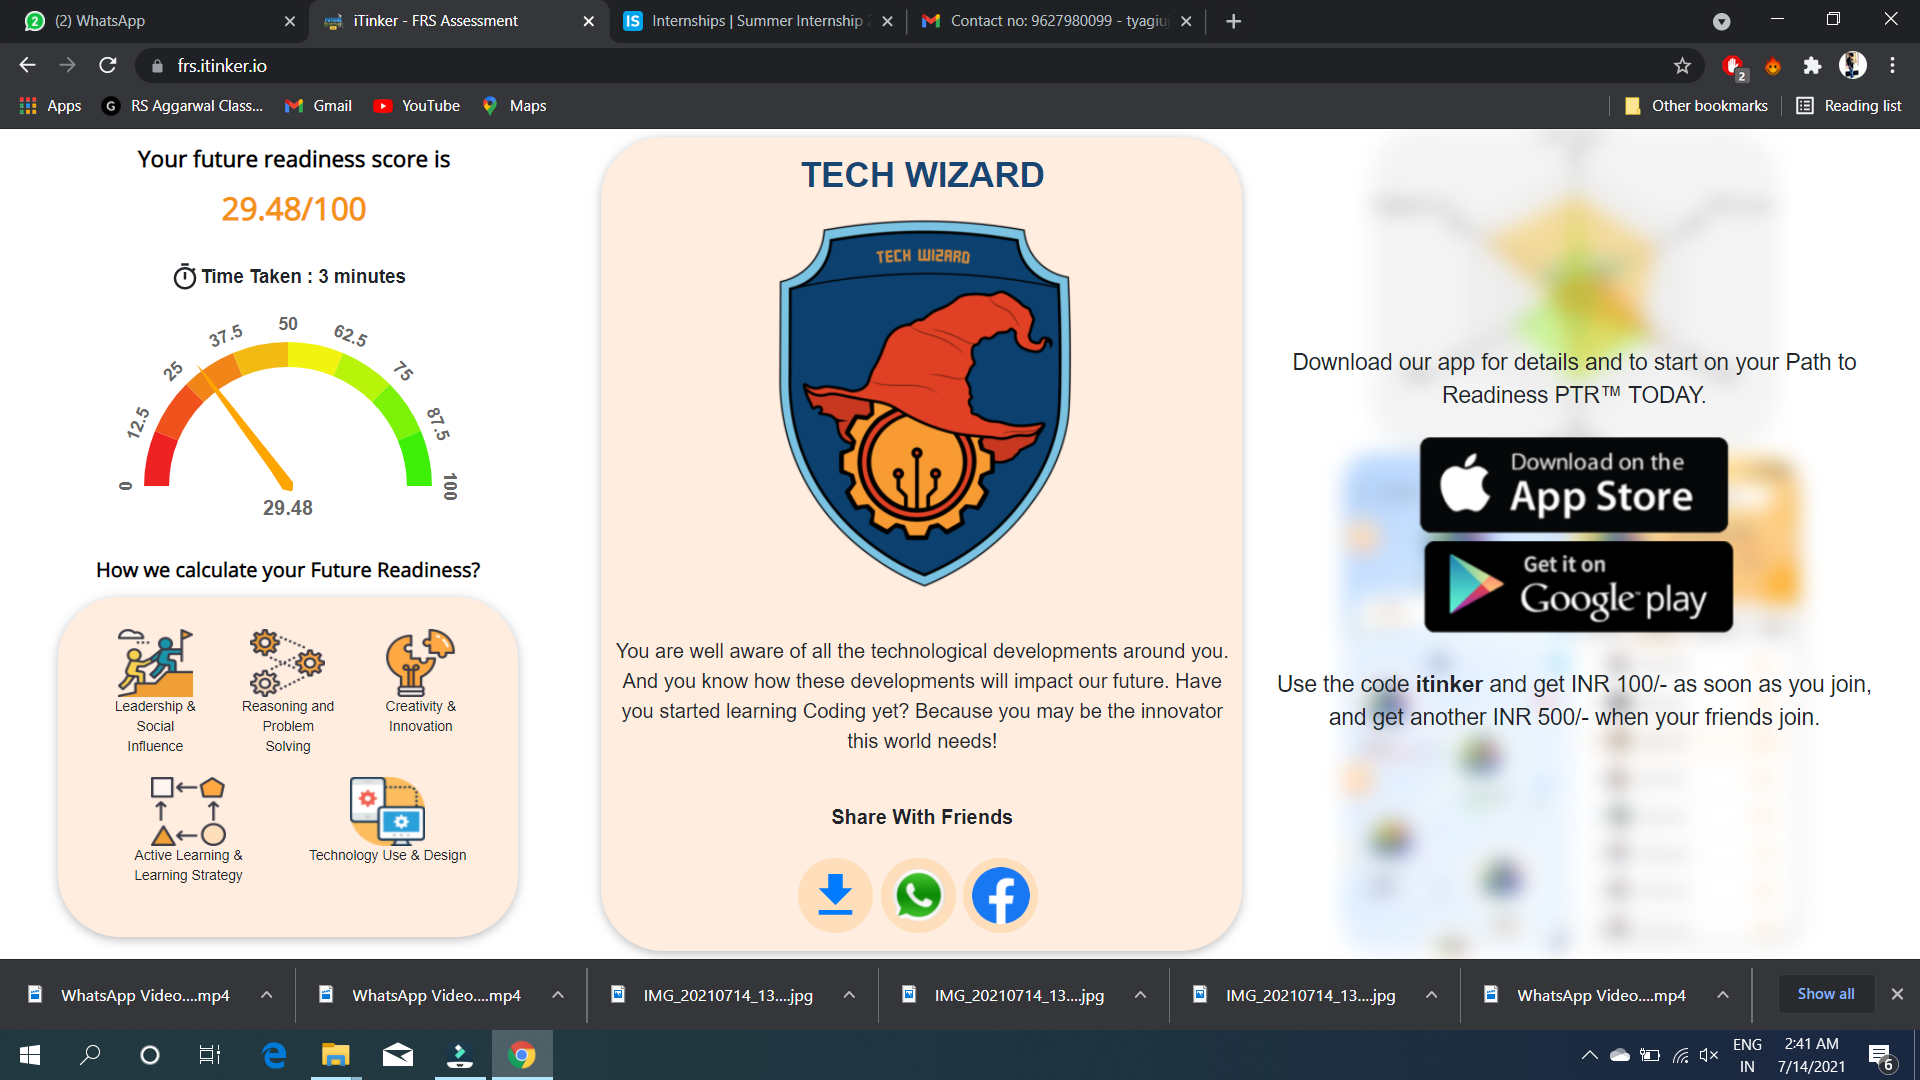 (2) WhatsApp
iTinker - FRS Assessment
Internships | Summer Internship 2
Contact no: 9627980099 - tyagiuj
frs.itinker.io
2
Apps
RS Aggarwal Class...
Gmail
YouTube
Maps
Other bookmarks
Reading list
Your future readiness score is
29.48/100
Time Taken : 3 minutes
0
12.5
25
37.5
50
62.5
75
87.5
100
29.48
How we calculate your Future Readiness?
Leadership &
Social
Influence
Reasoning and
Problem
Solving
Creativity &
Innovation
Active Learning &
Learning Strategy
Technology Use & Design
TECH WIZARD
TECH WIZARD
You are well aware of all the technological developments around you.
And you know how these developments will impact our future. Have
you started learning Coding yet? Because you may be the innovator
this world needs!
Share With Friends
Download our app for details and to start on your Path to
Readiness PTR™ TODAY.
Download on the
App Store
Get it on
Google play
Use the code itinker and get INR 100/- as soon as you join,
and get another INR 500/- when your friends join.
WhatsApp Video....mp4
WhatsApp Video....mp4
IMG_20210714_13....jpg
IMG_20210714_13....jpg
IMG_20210714_13....jpg
WhatsApp Video....mp4
Show all
ENG
IN
2:41 AM
7/14/2021
6